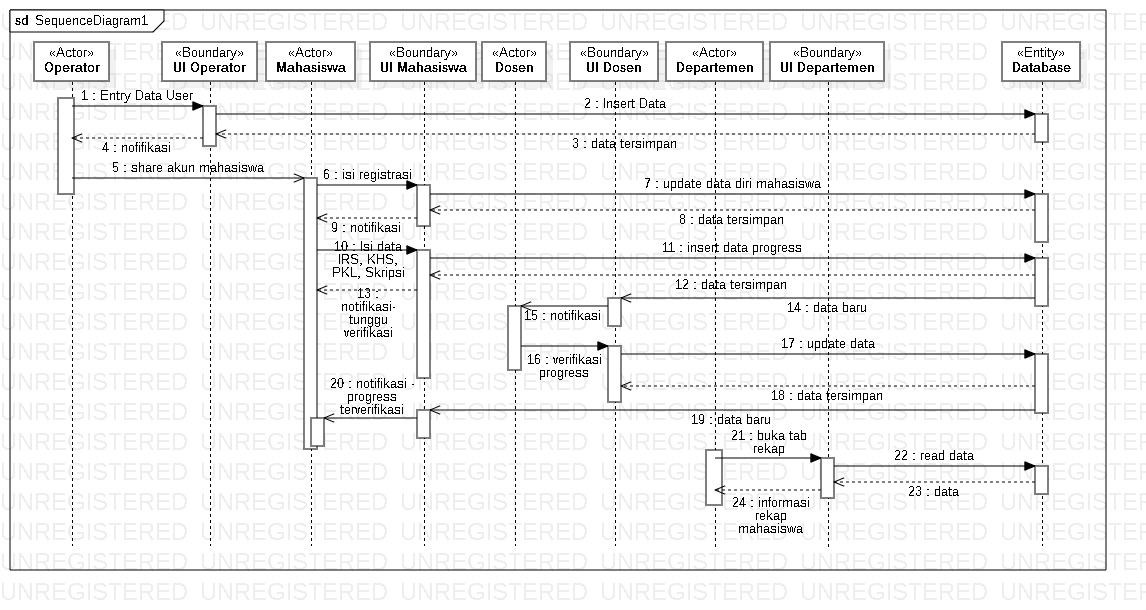 sd SequenceDiagram1
«Actor»
Operator
«Boundary»
UI Operator
«Actor»
Mahasiswa
«Boundary»
UI Mahasiswa
«Actor»
Dosen
«Boundary»
UI Dosen
«Actor»
Departemen
«Boundary»
UI Departemen
«Entity»
Database
1 : Entry Data User
2 : Insert Data
3 : data tersimpan
4 : nofifikasi
5 : share akun mahasiswa
6 : isi registrasi
7 : update data diri mahasiswa
8 : data tersimpan
9 : notifikasi
10 : Isi data
IRS, KHS,
PKL, Skripsi
11 : insert data progress
12 : data tersimpan
13 :
notifikasi-
tunggu
verifikasi
14 : data baru
15 : notifikasi
16 : verifikasi
progress
17 : update data
18 : data tersimpan
19 : data baru
20 : notifikasi -
progress
terverifikasi
21 : buka tab
rekap
22 : read data
23 : data
24 : informasi
rekap
mahasiswa
UNREGISTERED